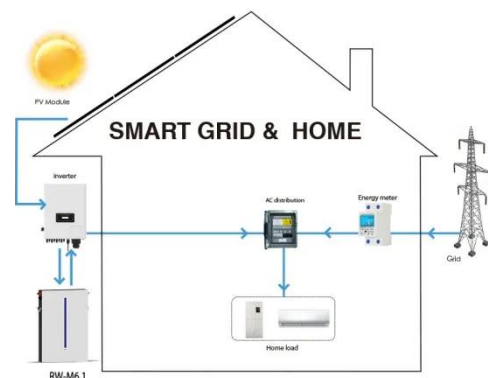 PV Module
SMART GRID & HOME
Inverter
AC distribution
Energy meter
Grid
Home load
RW-M6.1